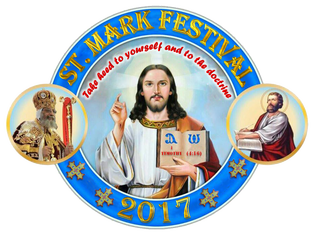 ST. MARK FESTIVAL
Take heed to yourself and to the doctrine
2017